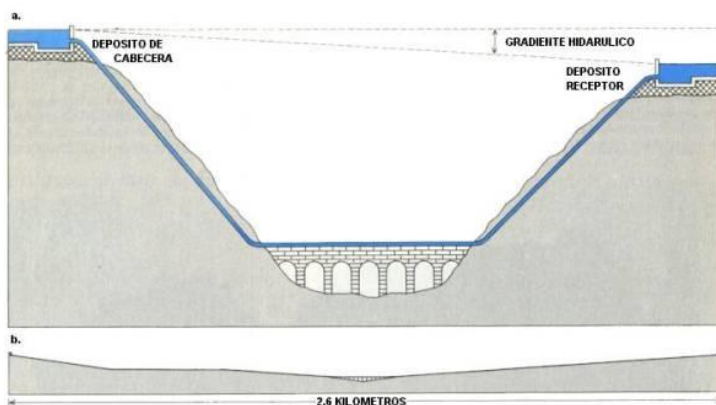 a.
DEPOSITO DE
CABECERA
GRADIENTE HIDARULICO
DEPOSITO
RECEPTOR
b.
2.6 KILOMETROS